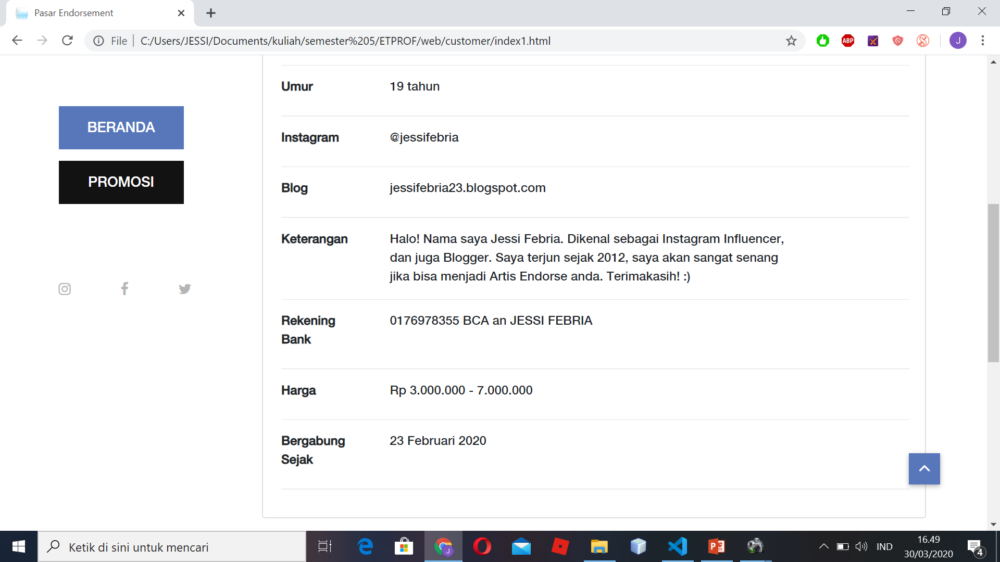 Pasar Endorsement
File
C:/Users/JESSI/Documents/kuliah/semester%205/ETPROF/web/customer/index1.html
ABP
J
BERANDA
PROMOSI
Umur 19 tahun
Instagram @jessifebria
Blog jessifebria23.blogspot.com
Keterangan Halo! Nama saya Jessi Febria. Dikenal sebagai Instagram Influencer,
dan juga Blogger. Saya terjun sejak 2012, saya akan sangat senang
jika bisa menjadi Artis Endorse anda. Terimakasih! :)
Rekening 0176978355 BCA an JESSI FEBRIA
Bank
Harga Rp 3.000.000 - 7.000.000
Bergabung 23 Februari 2020
Sejak
Ketik di sini untuk mencari
J
IND
16.49
30/03/2020
4